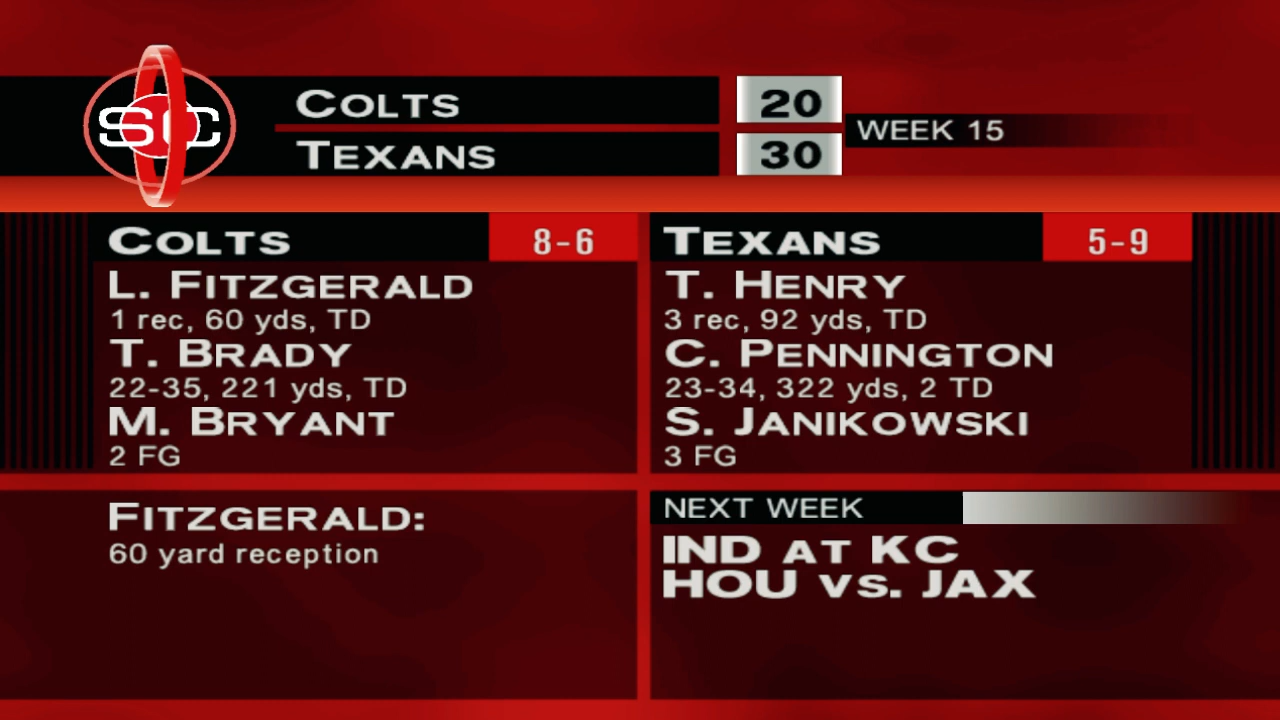 SC
COLTS 20
TEXANS 30
WEEK 15
COLTS 8-6
L. FITZGERALD
1 rec, 60 yds, TD
T. BRADY
22-35, 221 yds, TD
M. BRYANT
2 FG
TEXANS 5-9
T. HENRY
3 rec, 92 yds, TD
C. PENNINGTON
23-34, 322 yds, 2 TD
S. JANIKOWSKI
3 FG
FITZGERALD:
60 yard reception
NEXT WEEK
IND AT KC
HOU VS. JAX